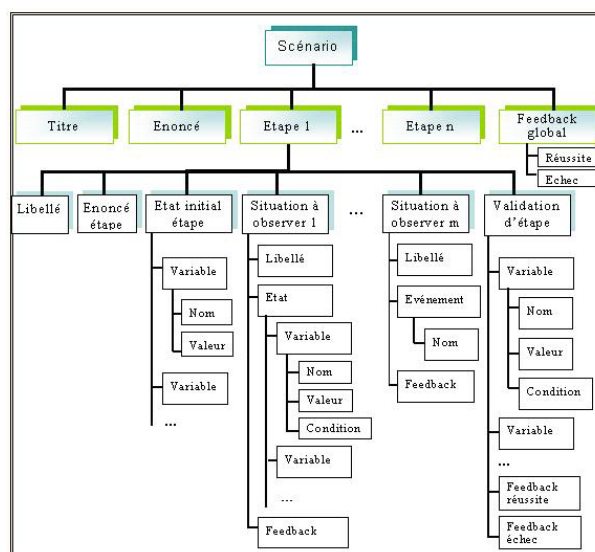 Scénario
Titre
Enoncé
Etape 1
...
Etape n
Feedback
global
Réussite
Echec
Libellé
Enoncé
étape
Etat initial
étape
Variable
Nom
Valeur
Variable
...
Situation à
observer 1
Libellé
Etat
Variable
Nom
Valeur
Condition
Variable
...
Feedback
...
Situation à
observer m
Libellé
Evénement
Nom
Feedback
Validation
d'étape
Variable
Nom
Valeur
Condition
Variable
...
Feedback
réussite
Feedback
échec